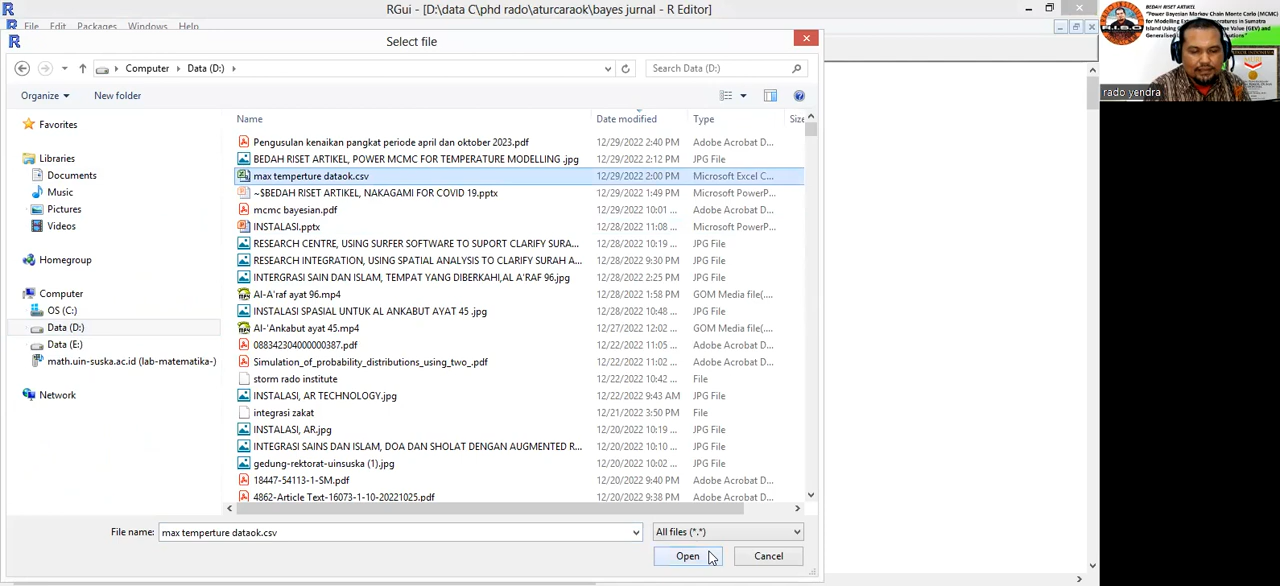 RGui - [D:\data C\phd rado\aturcaraok\bayes jurnal - R Editor]
File Edit Packages Windows Help
Select file
Computer Data (D:)
Search Data (D:)
Organize New folder
Name Date modified Type Size
Favorites
Libraries
Documents
Music
Pictures
Videos
Homegroup
Computer
OS (C:)
Data (D:)
Data (E:)
math.uin-suska.ac.id (lab-matematika-)
Network
Pengusulan kenaikan pangkat periode april dan oktober 2023.pdf 12/29/2022 2:40 PM Adobe Acrobat D...
BEDAH RISET ARTIKEL, POWER MCMC FOR TEMPERATURE MODELLING .jpg 12/29/2022 2:12 PM JPG File
max temperture dataok.csv 12/29/2022 2:00 PM Microsoft Excel C...
~$BEDAH RISET ARTIKEL, NAKAGAMI FOR COVID 19.pptx 12/29/2022 1:49 PM Microsoft PowerP...
mcmc bayesian.pdf 12/29/2022 10:01 ... Adobe Acrobat D...
INSTALASI.pptx 12/28/2022 11:08 ... Microsoft PowerP...
RESEARCH CENTRE, USING SURFER SOFTWARE TO SUPORT CLARIFY SURA... 12/28/2022 10:19 ... JPG File
RESEARCH INTEGRATION, USING SPATIAL ANALYSIS TO CLARIFY SURAH A... 12/28/2022 9:30 PM JPG File
INTERGRASI SAIN DAN ISLAM, TEMPAT YANG DIBERKAHI,AL A'RAF 96.jpg 12/28/2022 2:25 PM JPG File
Al-A'raf ayat 96.mp4 12/28/2022 1:58 PM GOM Media file(....
INSTALASI SPASIAL UNTUK AL ANKABUT AYAT 45 .jpg 12/28/2022 10:48 ... JPG File
Al-'Ankabut ayat 45.mp4 12/27/2022 12:02 ... GOM Media file(....
088342304000000387.pdf 12/22/2022 11:05 ... Adobe Acrobat D...
Simulation_of_probability_distributions_using_two_.pdf 12/22/2022 11:02 ... Adobe Acrobat D...
storm rado institute 12/22/2022 10:42 ... File
INSTALASI, AR TECHNOLOGY.jpg 12/22/2022 9:43 AM JPG File
integrasi zakat 12/21/2022 3:50 PM File
INSTALASI, AR.jpg 12/20/2022 10:19 ... JPG File
INTEGRASI SAINS DAN ISLAM, DOA DAN SHOLAT DENGAN AUGMENTED R... 12/20/2022 10:10 ... JPG File
gedung-rektorat-uinsuska (1).jpg 12/20/2022 10:02 ... JPG File
18447-54113-1-SM.pdf 12/20/2022 9:40 PM Adobe Acrobat D...
4862-Article Text-16073-1-10-20221025.pdf 12/20/2022 9:38 PM Adobe Acrobat D...
File name: max temperture dataok.csv All files (*.*)
Open Cancel
BEDAH RISET ARTIKEL
"Power Bayesian Markov Chain Monte Carlo (MCMC)
rado yendra